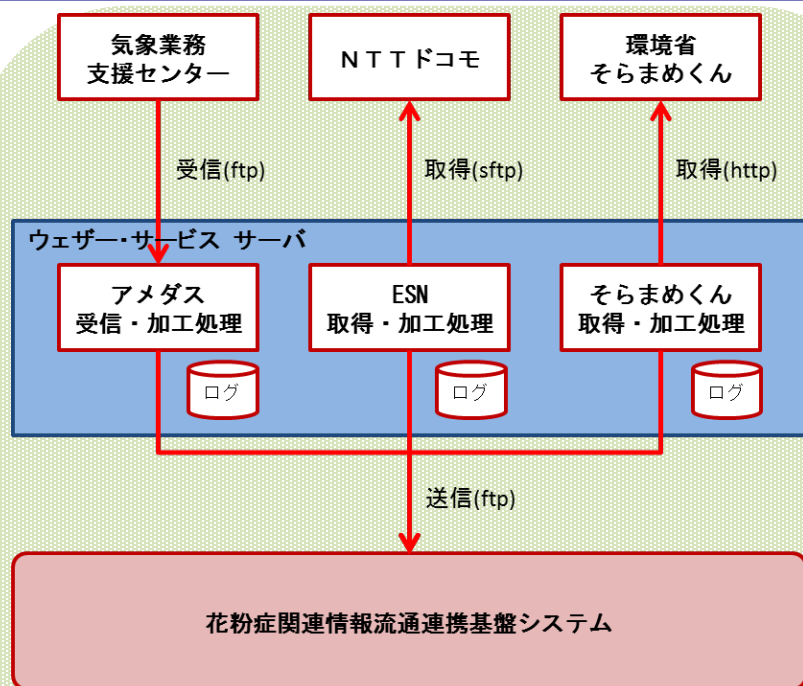 気象業務
支援センター
ＮＴＴドコモ
環境省
そらまめくん
受信(ftp)
取得(sftp)
取得(http)
ウェザー・サービス サーバ
アメダス
受信・加工処理
ESN
取得・加工処理
そらまめくん
取得・加工処理
ログ
ログ
ログ
送信(ftp)
花粉症関連情報流通連携基盤システム